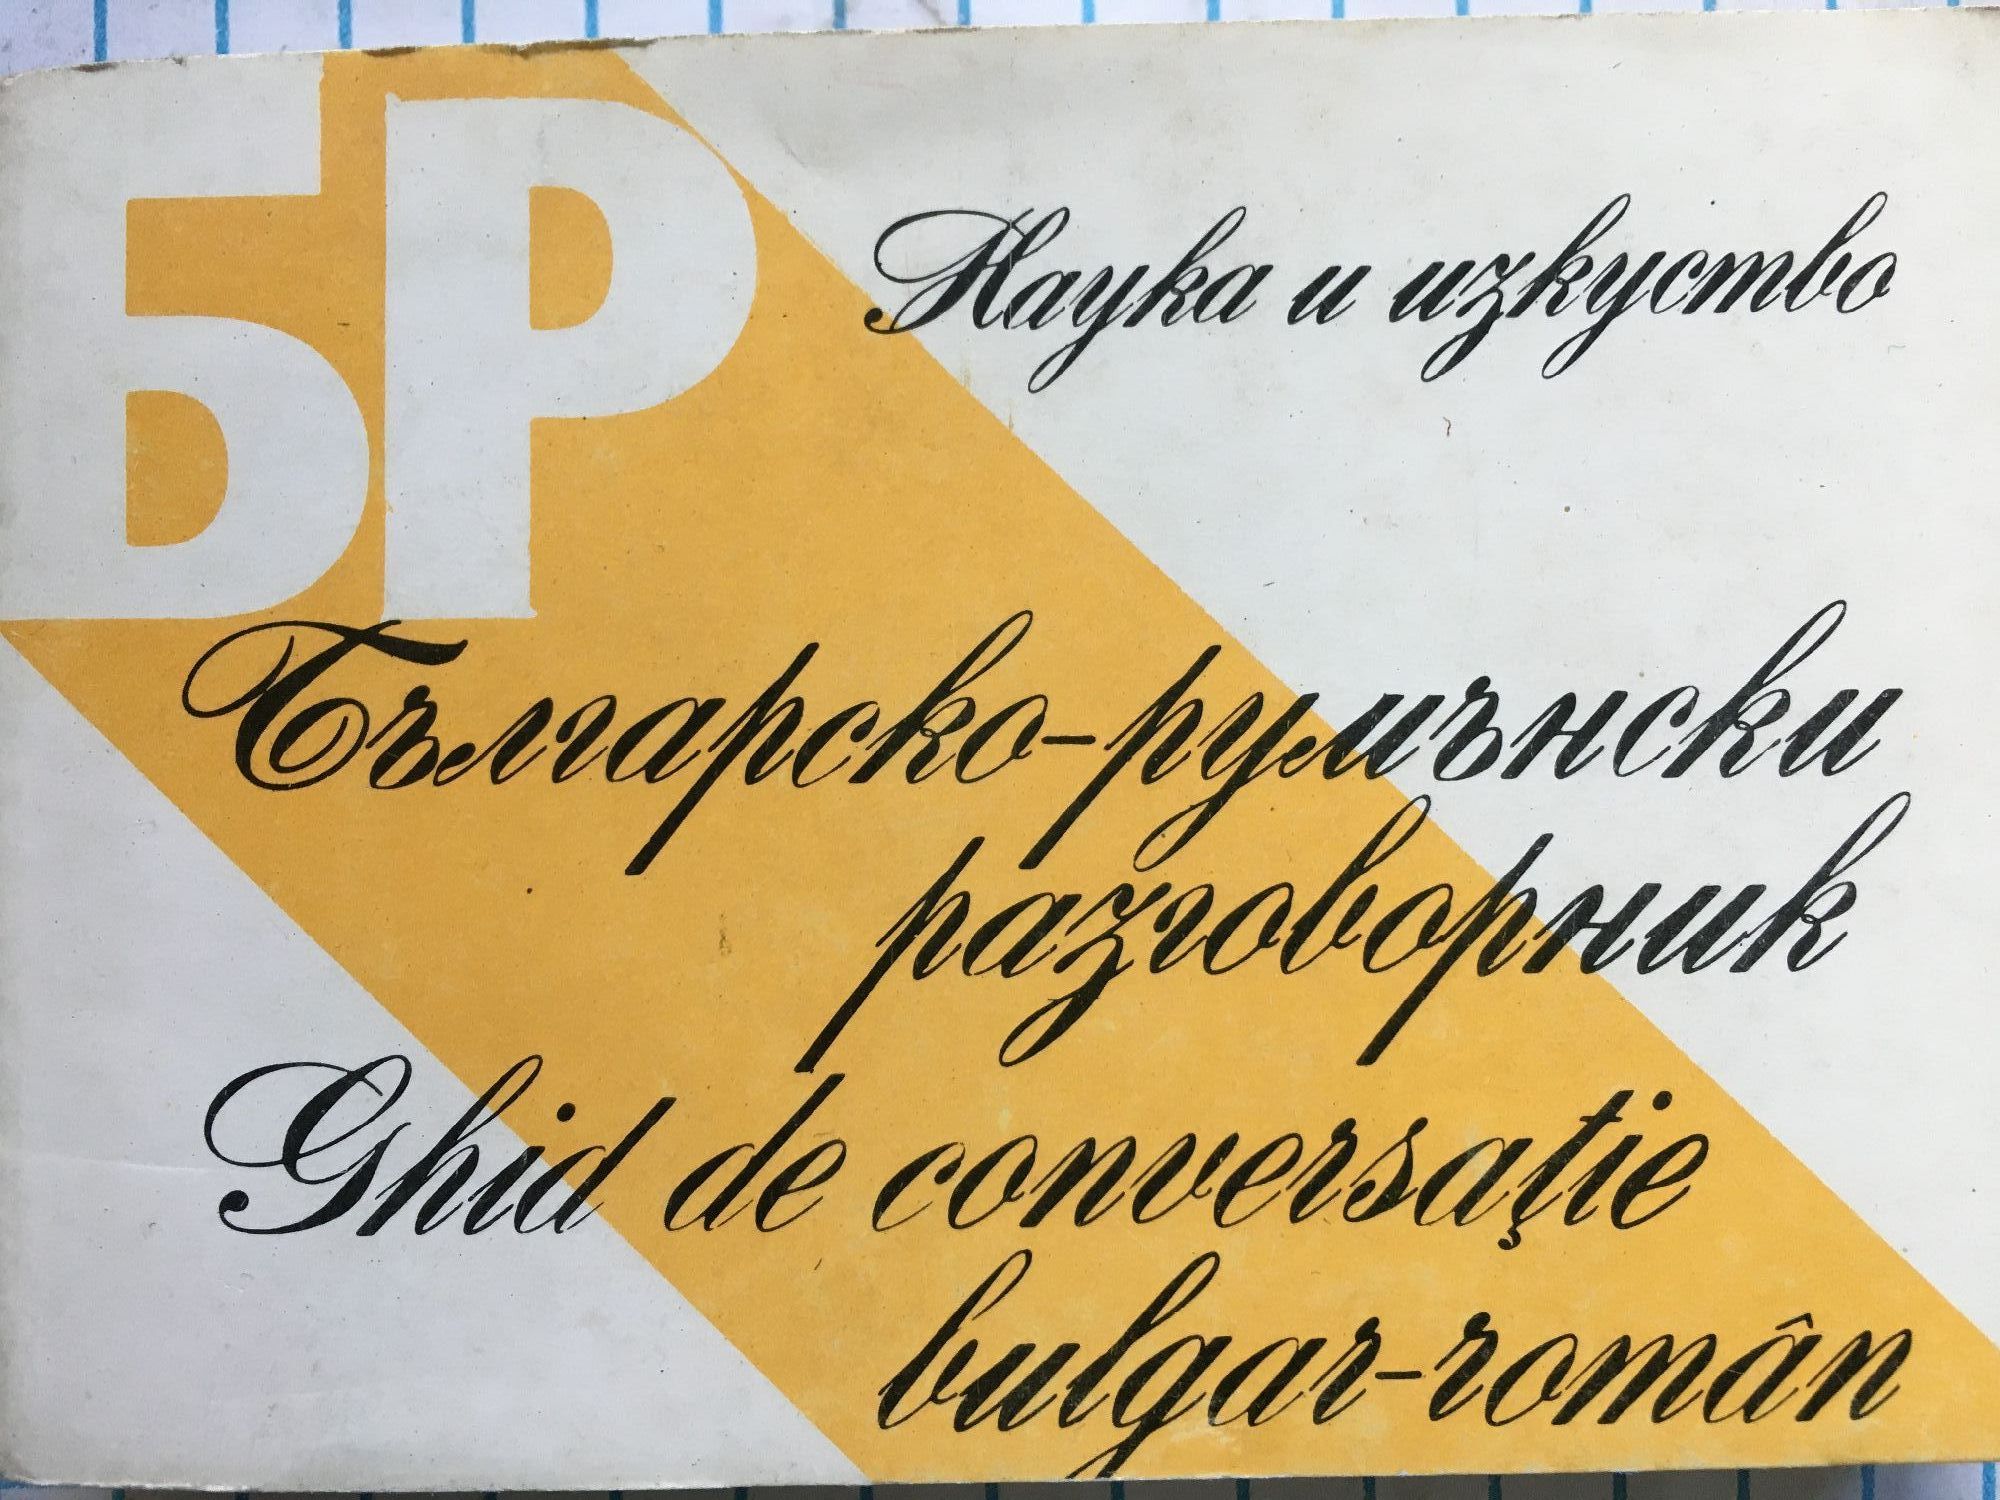 БР
Наука и изкуство
Българско-румънски
разговорник
Ghid de conversaţie
bulgar-român